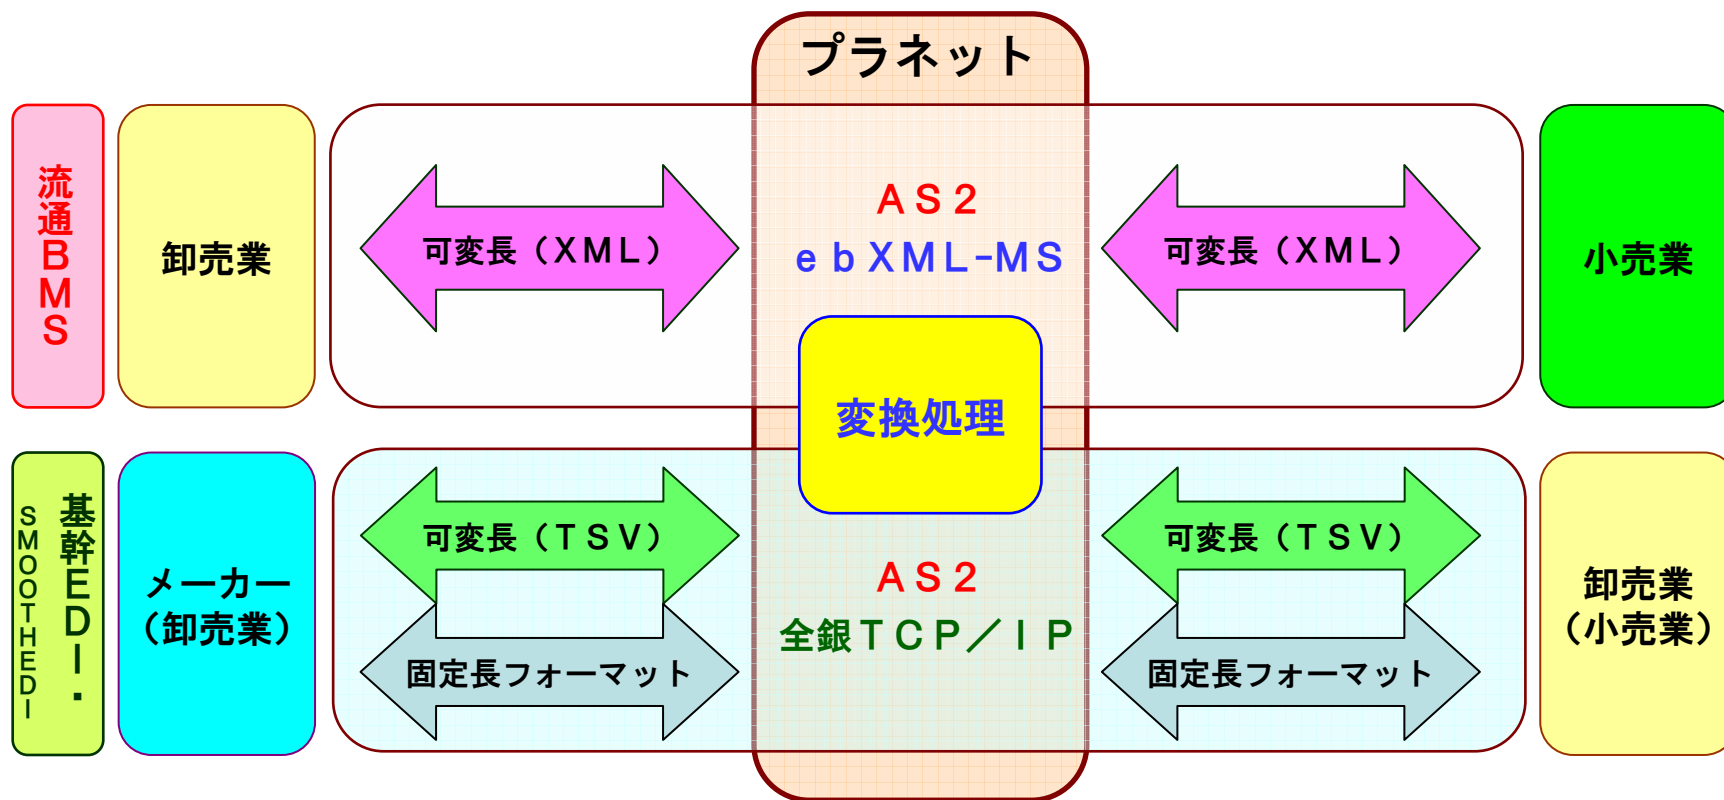 プラネット
流通BMS
卸売業
可変長(XML)
AS2
ebXML-MS
可変長(XML)
小売業
変換処理
基幹EDI・
SMOOTHEDI
メーカー
(卸売業)
可変長(TSV)
固定長フォーマット
AS2
全銀TCP/IP
可変長(TSV)
固定長フォーマット
卸売業
(小売業)